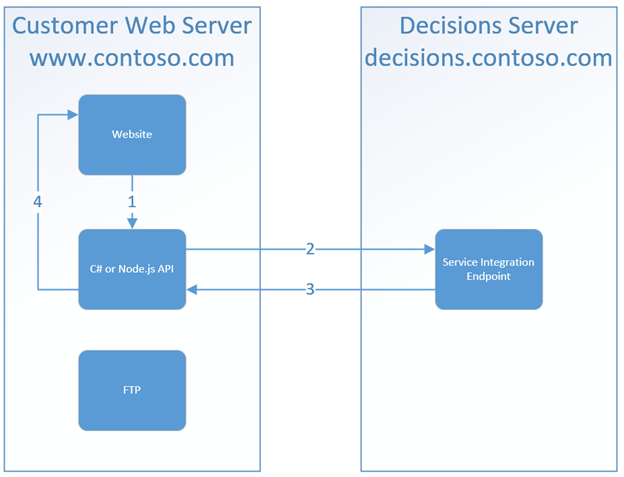 Customer Web Server
www.contoso.com
Decisions Server
decisions.contoso.com
Website
4
1
C# or Node.js API
2
3
Service Integration
Endpoint
FTP